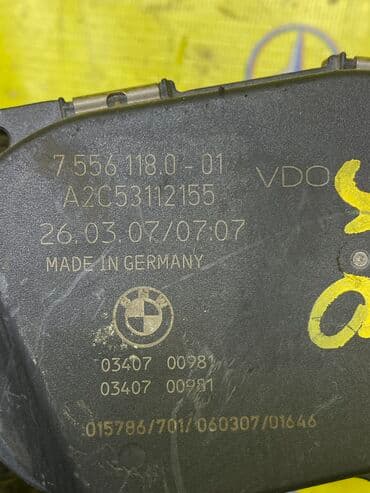 7 556 118.0 - 01
A2C53112155
VDO
26.03.07/07:07
MADE IN GERMANY
BMW
03407 00981
03407 00981
015786/701/060307/01646